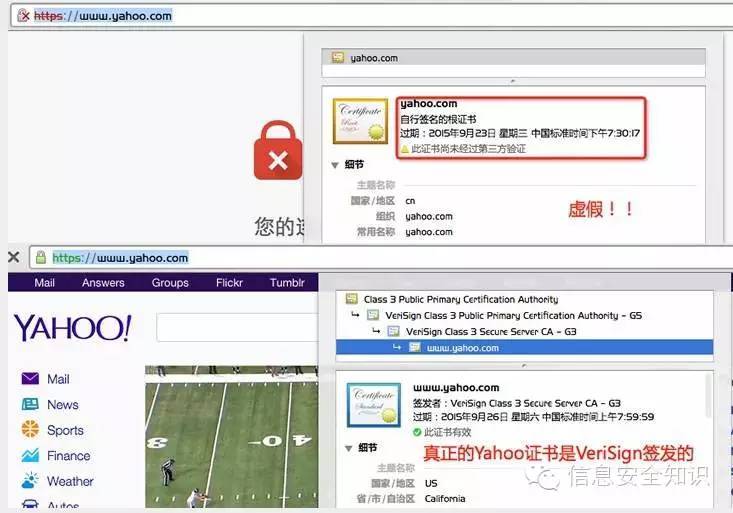 https://www.yahoo.com
yahoo.com
Certificate
Root
yahoo.com
自行签名的根证书
过期：2015年9月23日 星期三 中国标准时间下午7:30:17
此证书尚未经过第三方验证
细节
主题名称
国家/地区 cn
组织 yahoo.com
常用名称 yahoo.com
虚假！！
您的连
https://www.yahoo.com
Mail Answers Groups Flickr Tumblr
YAHOO!
Mail
News
Sports
Finance
Weather
Autos
Class 3 Public Primary Certification Authority
VeriSign Class 3 Public Primary Certification Authority - G5
VeriSign Class 3 Secure Server CA - G3
www.yahoo.com
Certificate
Standard
www.yahoo.com
签发者：VeriSign Class 3 Secure Server CA - G3
过期：2015年9月26日 星期六 中国标准时间上午7:59:59
此证书有效
细节
真正的Yahoo证书是VeriSign签发的
主题名称
国家/地区 US
省/市/自治区 California
信息安全知识